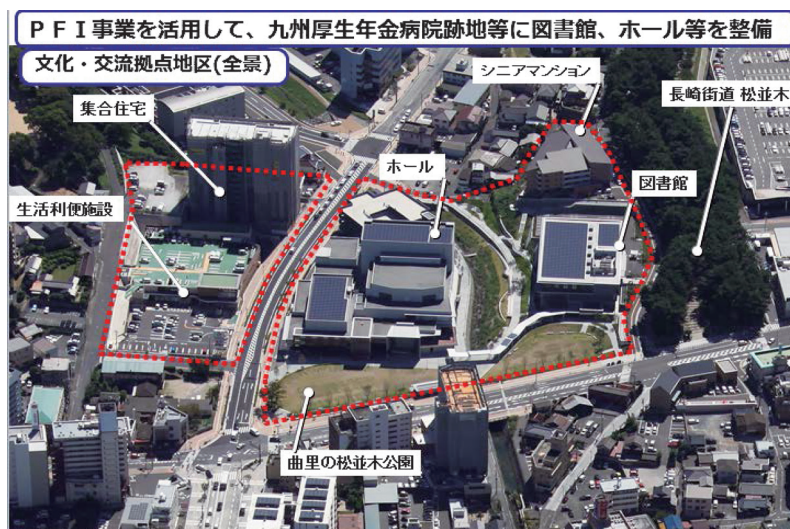 PFI事業を活用して、九州厚生年金病院跡地等に図書館、ホール等を整備
文化・交流拠点地区(全景)
シニアマンション
長崎街道 松並木
集合住宅
ホール
図書館
生活利便施設
曲里の松並木公園